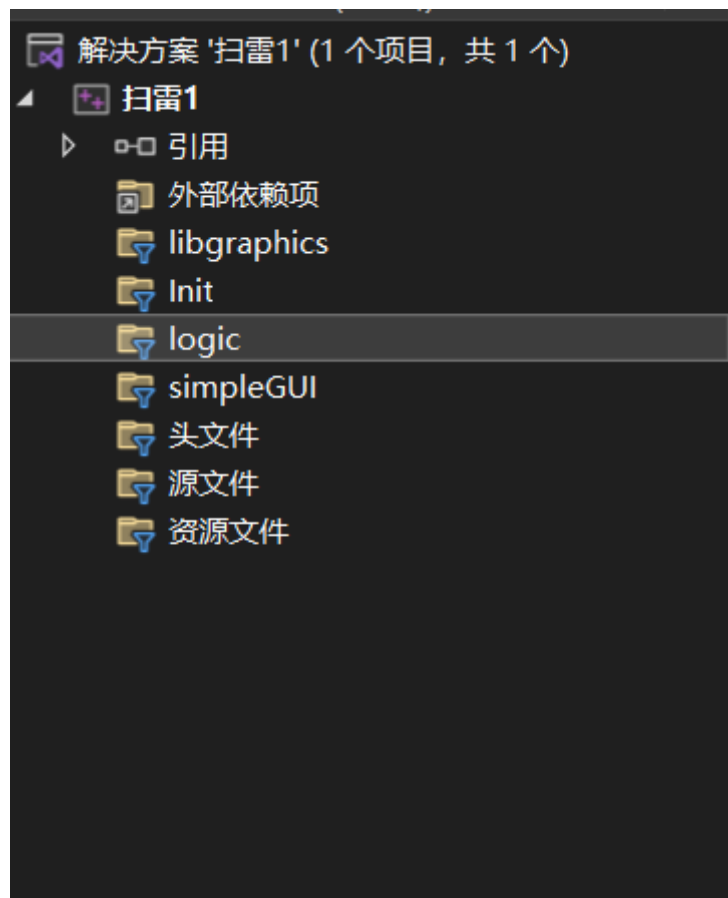 解决方案 '扫雷1' (1 个项目，共 1 个)
扫雷1
引用
外部依赖项
libgraphics
Init
logic
simpleGUI
头文件
源文件
资源文件